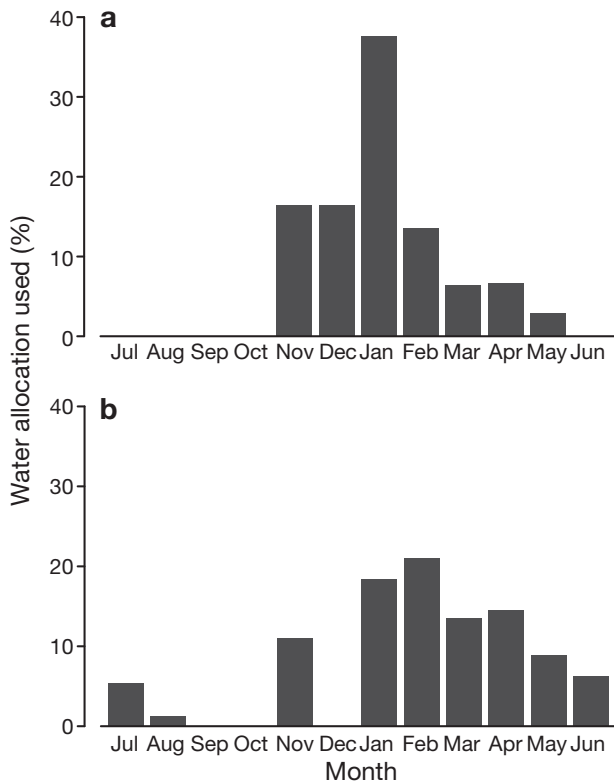 a
40
30
20
10
0
Jul Aug Sep Oct Nov Dec Jan Feb Mar Apr May Jun
Water allocation used (%)
b
40
30
20
10
0
Jul Aug Sep Oct Nov Dec Jan Feb Mar Apr May Jun
Month